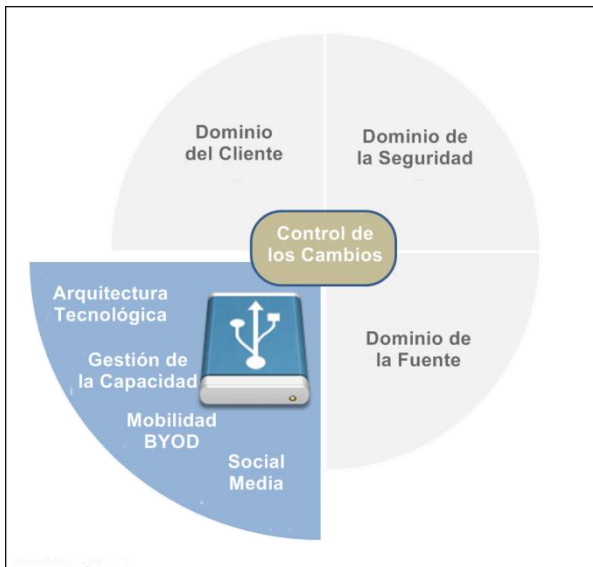 Dominio
del Cliente
Dominio de
la Seguridad
Control de
los Cambios
Arquitectura
Tecnológica
Gestión de
la Capacidad
Mobilidad
BYOD
Social
Media
Dominio de
la Fuente